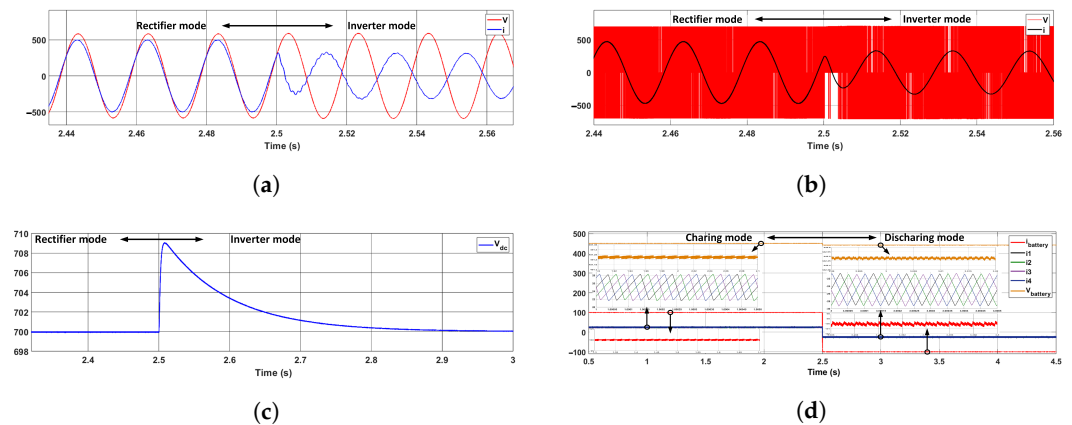 Rectifier mode Inverter mode
V
i
500
0
−500
2.44 2.46 2.48 2.5 2.52 2.54 2.56
Time (s)
(a)
Rectifier mode Inverter mode
V
i
500
0
−500
2.44 2.46 2.48 2.5 2.52 2.54 2.56
Time (s)
(b)
710
Rectifier mode Inverter mode
Vdc
708
706
704
702
700
698
2.4 2.5 2.6 2.7 2.8 2.9 3
Time (s)
(c)
500
Charing mode Discharing mode
ibattery
i1
i2
i3
i4
Vbattery
400
300
200
100
0
−100
0.5 1 1.5 2 2.5 3 3.5 4 4.5
Time (s)
(d)